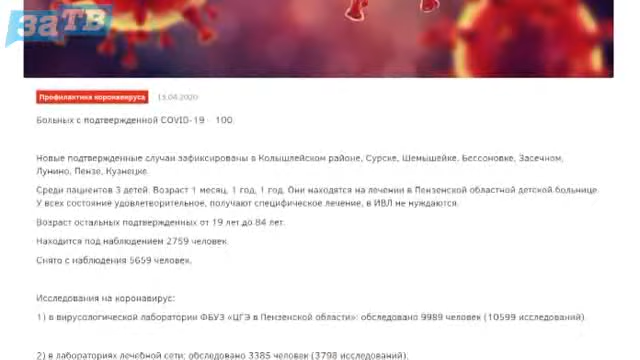 за тв
Профилактика коронавируса 15.04.2020
Больных с подтвержденной COVID-19 - 100.
Новые подтвержденные случаи зафиксированы в Колышлейском районе, Сурске, Шемышейке, Бессоновке, Засечном,
Лунино, Пензе, Кузнецке.
Среди пациентов 3 детей. Возраст 1 месяц, 1 год, 1 год. Они находятся на лечении в Пензенской областной детской больнице.
У всех состояние удовлетворительное, получают специфическое лечение, в ИВЛ не нуждаются.
Возраст остальных подтвержденных от 19 лет до 84 лет.
Находится под наблюдением 2759 человек
Снято с наблюдения 5659 человек.
Исследования на коронавирус:
1) в вирусологической лаборатории ФБУЗ «ЦГЭ в Пензенской области»: обследовано 9989 человек (10599 исследований).
2) в лабораториях лечебной сети: обследовано 3385 человек (3798 исследований).